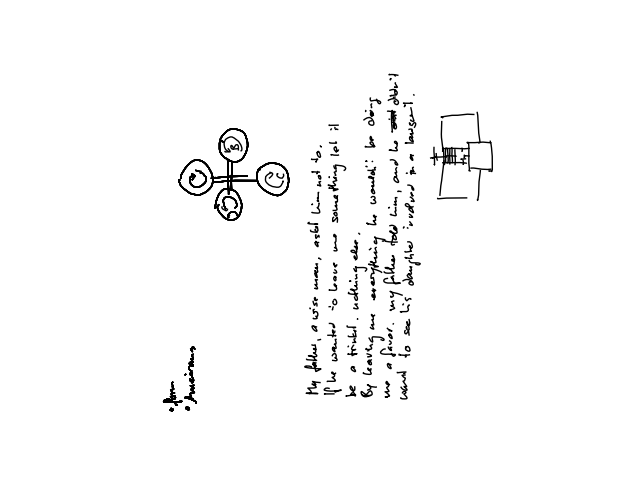 My father, a wise man, asked him not to.
If he wanted to leave me something let it
be a trinket. nothing else.
By leaving me everything he would't be doing
me a favor. my father told him, and he didn't
want to see his daughter involved in a lawsuit.
B
C